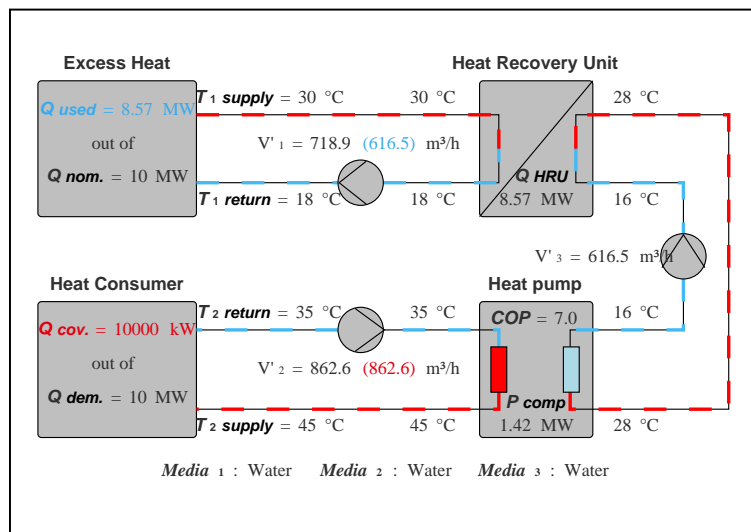 Excess Heat
Heat Recovery Unit
Q used = 8.57 MW
out of
Q nom. = 10 MW
T 1 supply = 30 °C
30 °C
28 °C
V' 1 = 718.9 (616.5) m³/h
Q HRU
8.57 MW
T 1 return = 18 °C
18 °C
16 °C
V' 3 = 616.5 m³/h
Heat Consumer
Heat pump
Q cov. = 10000 kW
out of
Q dem. = 10 MW
T 2 return = 35 °C
35 °C
COP = 7.0
16 °C
V' 2 = 862.6 (862.6) m³/h
P comp
1.42 MW
T 2 supply = 45 °C
45 °C
28 °C
Media 1 : Water Media 2 : Water Media 3 : Water